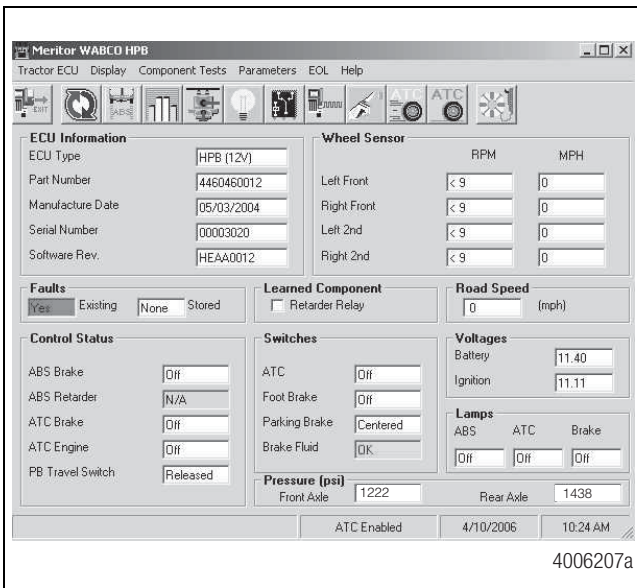 Meritor WABCO HPB
Tractor ECU Display Component Tests Parameters EOL Help
EXIT ABS ATC ATC
ECU Information
ECU Type HPB (12V)
Part Number 4460460012
Manufacture Date 05/03/2004
Serial Number 00003020
Software Rev. HEAA0012
Wheel Sensor
RPM MPH
Left Front < 9 0
Right Front < 9 0
Left 2nd < 9 0
Right 2nd < 9 0
Faults
Yes Existing None Stored
Learned Component
Retarder Relay
Road Speed
0 (mph)
Control Status
ABS Brake Off
ABS Retarder N/A
ATC Brake Off
ATC Engine Off
PB Travel Switch Released
Switches
ATC Off
Foot Brake Off
Parking Brake Centered
Brake Fluid OK
Voltages
Battery 11.40
Ignition 11.11
Lamps
ABS ATC Brake
Off Off Off
Pressure (psi)
Front Axle 1222 Rear Axle 1438
ATC Enabled 4/10/2006 10:24 AM
4006207a